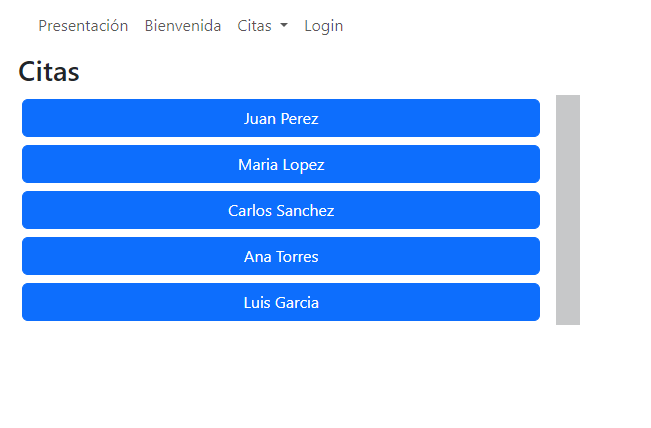 Presentación Bienvenida Citas Login
Citas
Juan Perez
Maria Lopez
Carlos Sanchez
Ana Torres
Luis Garcia